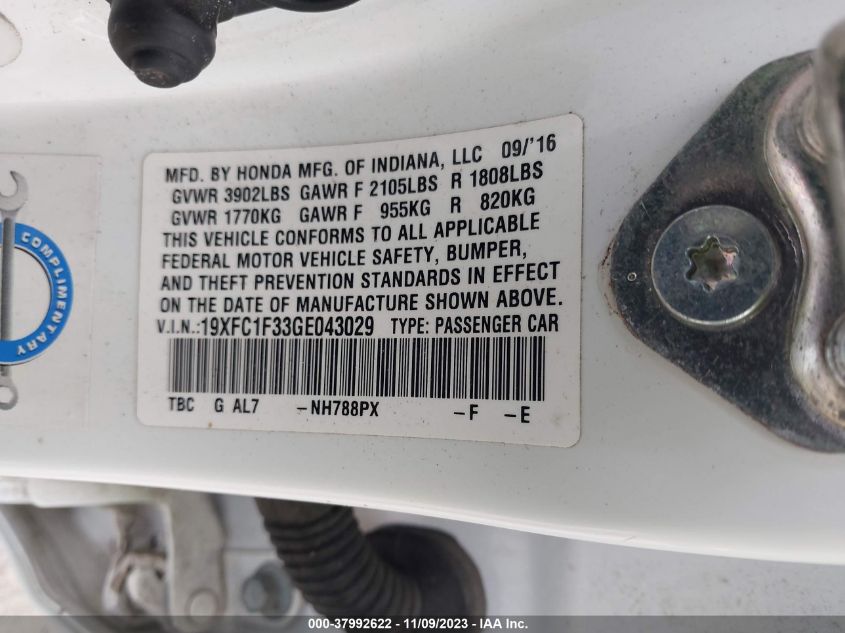 MFD. BY HONDA MFG. OF INDIANA, LLC 09/'16
GVWR 3902LBS GAWR F 2105LBS R 1808LBS
GVWR 1770KG GAWR F 955KG R 820KG
THIS VEHICLE CONFORMS TO ALL APPLICABLE
FEDERAL MOTOR VEHICLE SAFETY, BUMPER,
AND THEFT PREVENTION STANDARDS IN EFFECT
ON THE DATE OF MANUFACTURE SHOWN ABOVE.
V.I.N.:19XFC1F33GE043029 TYPE: PASSENGER CAR
TBC G AL7 -NH788PX -F -E
COMPLIMENTARY
000-37992622 - 11/09/2023 - IAA Inc.